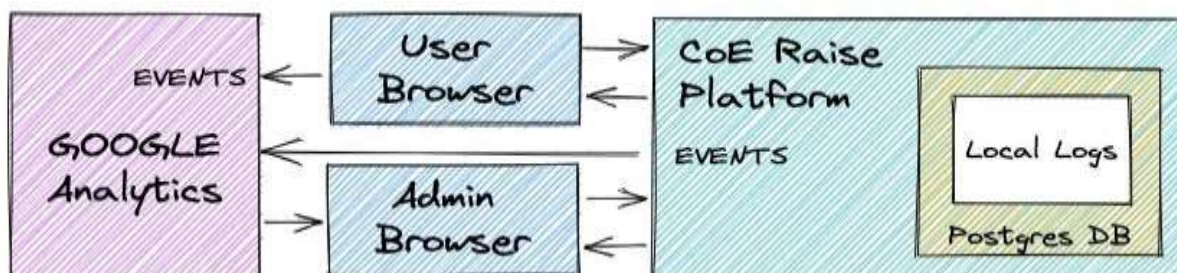 EVENTS
GOOGLE
Analytics
User
Browser
Admin
Browser
CoE Raise
Platform
EVENTS
Local Logs
Postgres DB